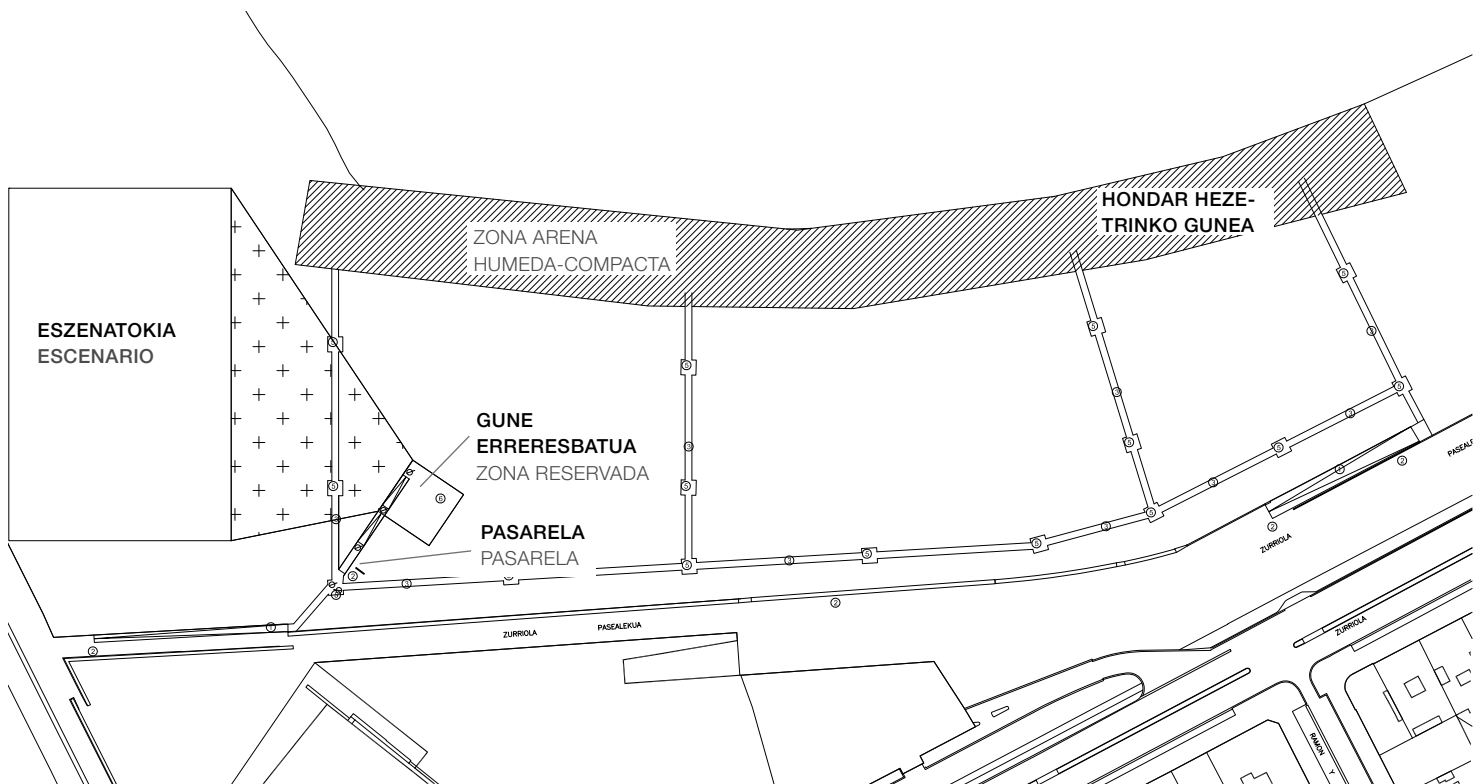 HONDAR HEZE-
TRINKO GUNEA
ZONA ARENA
HUMEDA-COMPACTA
ESZENATOKIA
ESCENARIO
GUNE
ERRERESBATUA
ZONA RESERVADA
PASARELA
PASARELA
ZURRIOLA
PASEALEKUA
ZURRIOLA
ZURRIOLA
RAMON Y